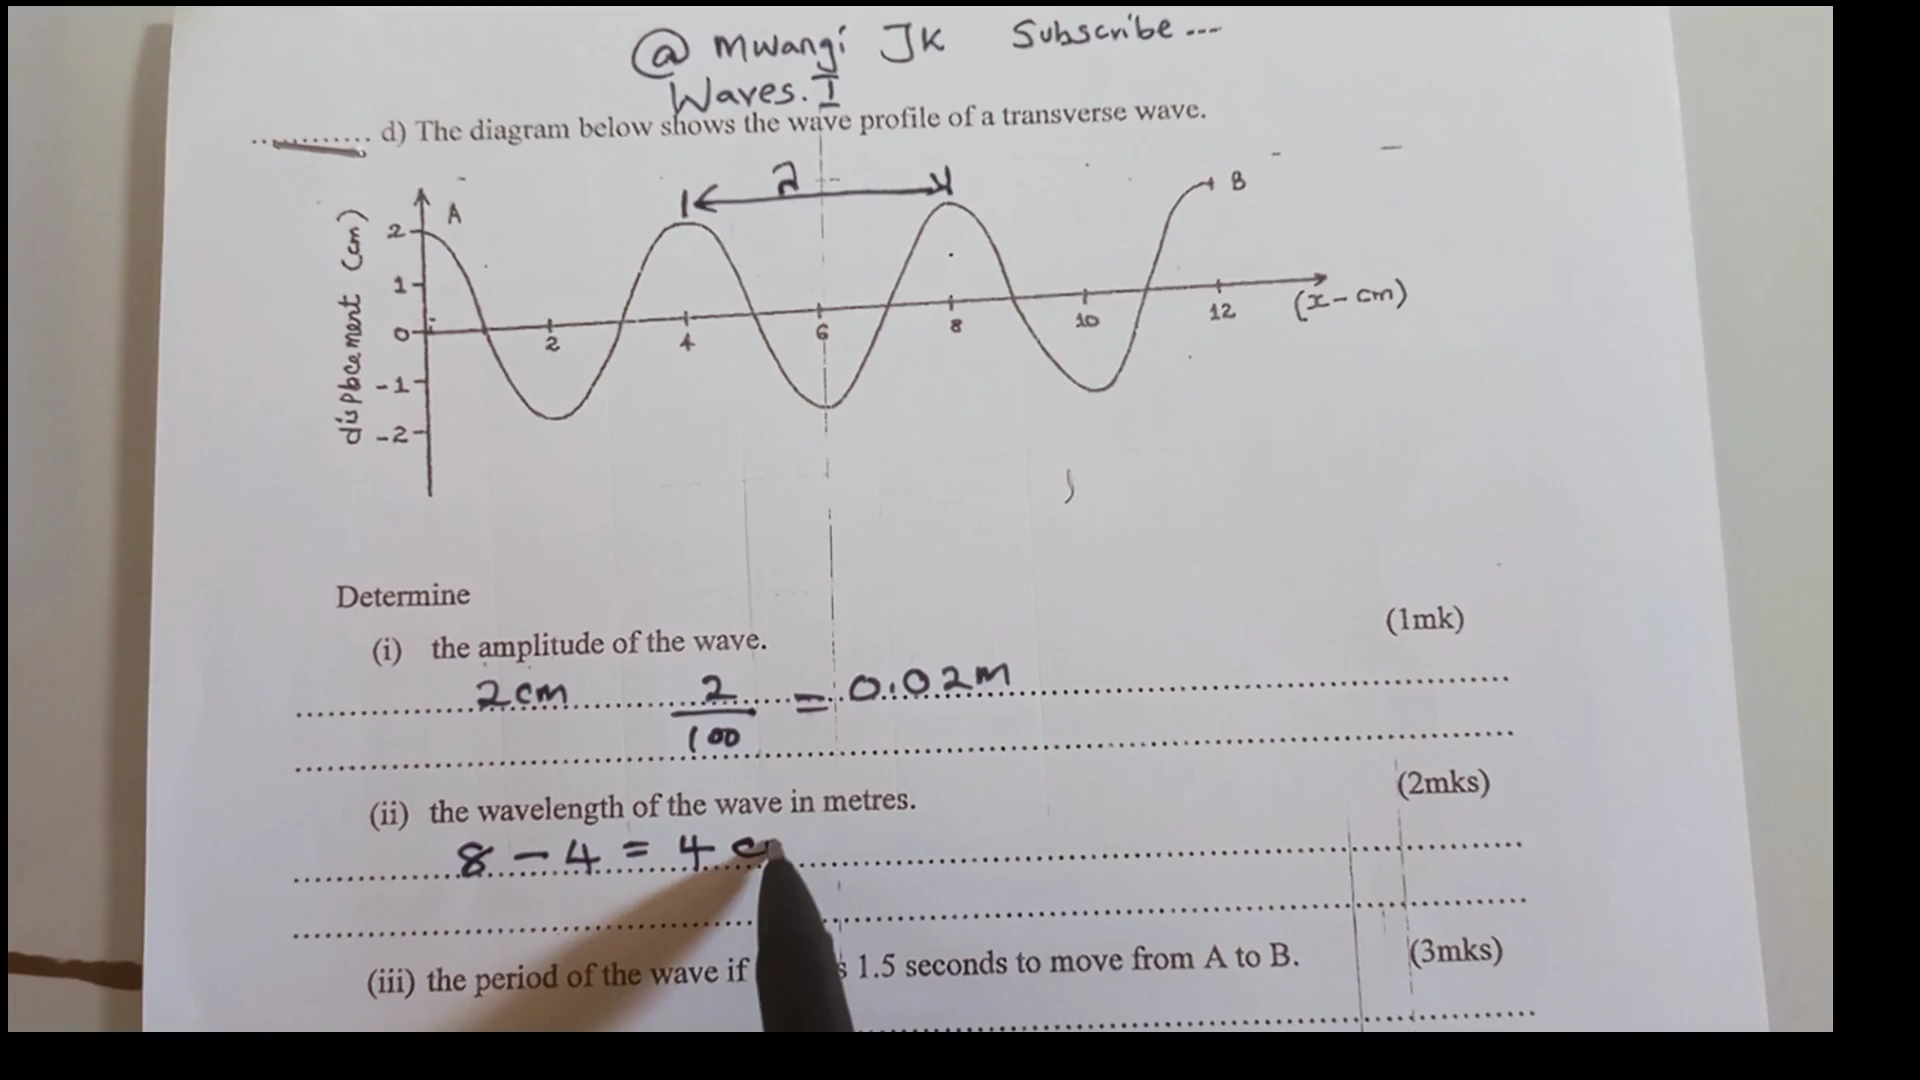 @ Mwangi JK Subscribe ...
Waves. I
............ d) The diagram below shows the wave profile of a transverse wave.
λ
A
B
displacement (cm)
2
1
0
-1
-2
2 4 6 8 10 12
(x - cm)
Determine
(i) the amplitude of the wave. (1mk)
2cm 2/100 = 0.02m
(ii) the wavelength of the wave in metres. (2mks)
8 - 4 = 4 c
(iii) the period of the wave if 1.5 seconds to move from A to B. (3mks)